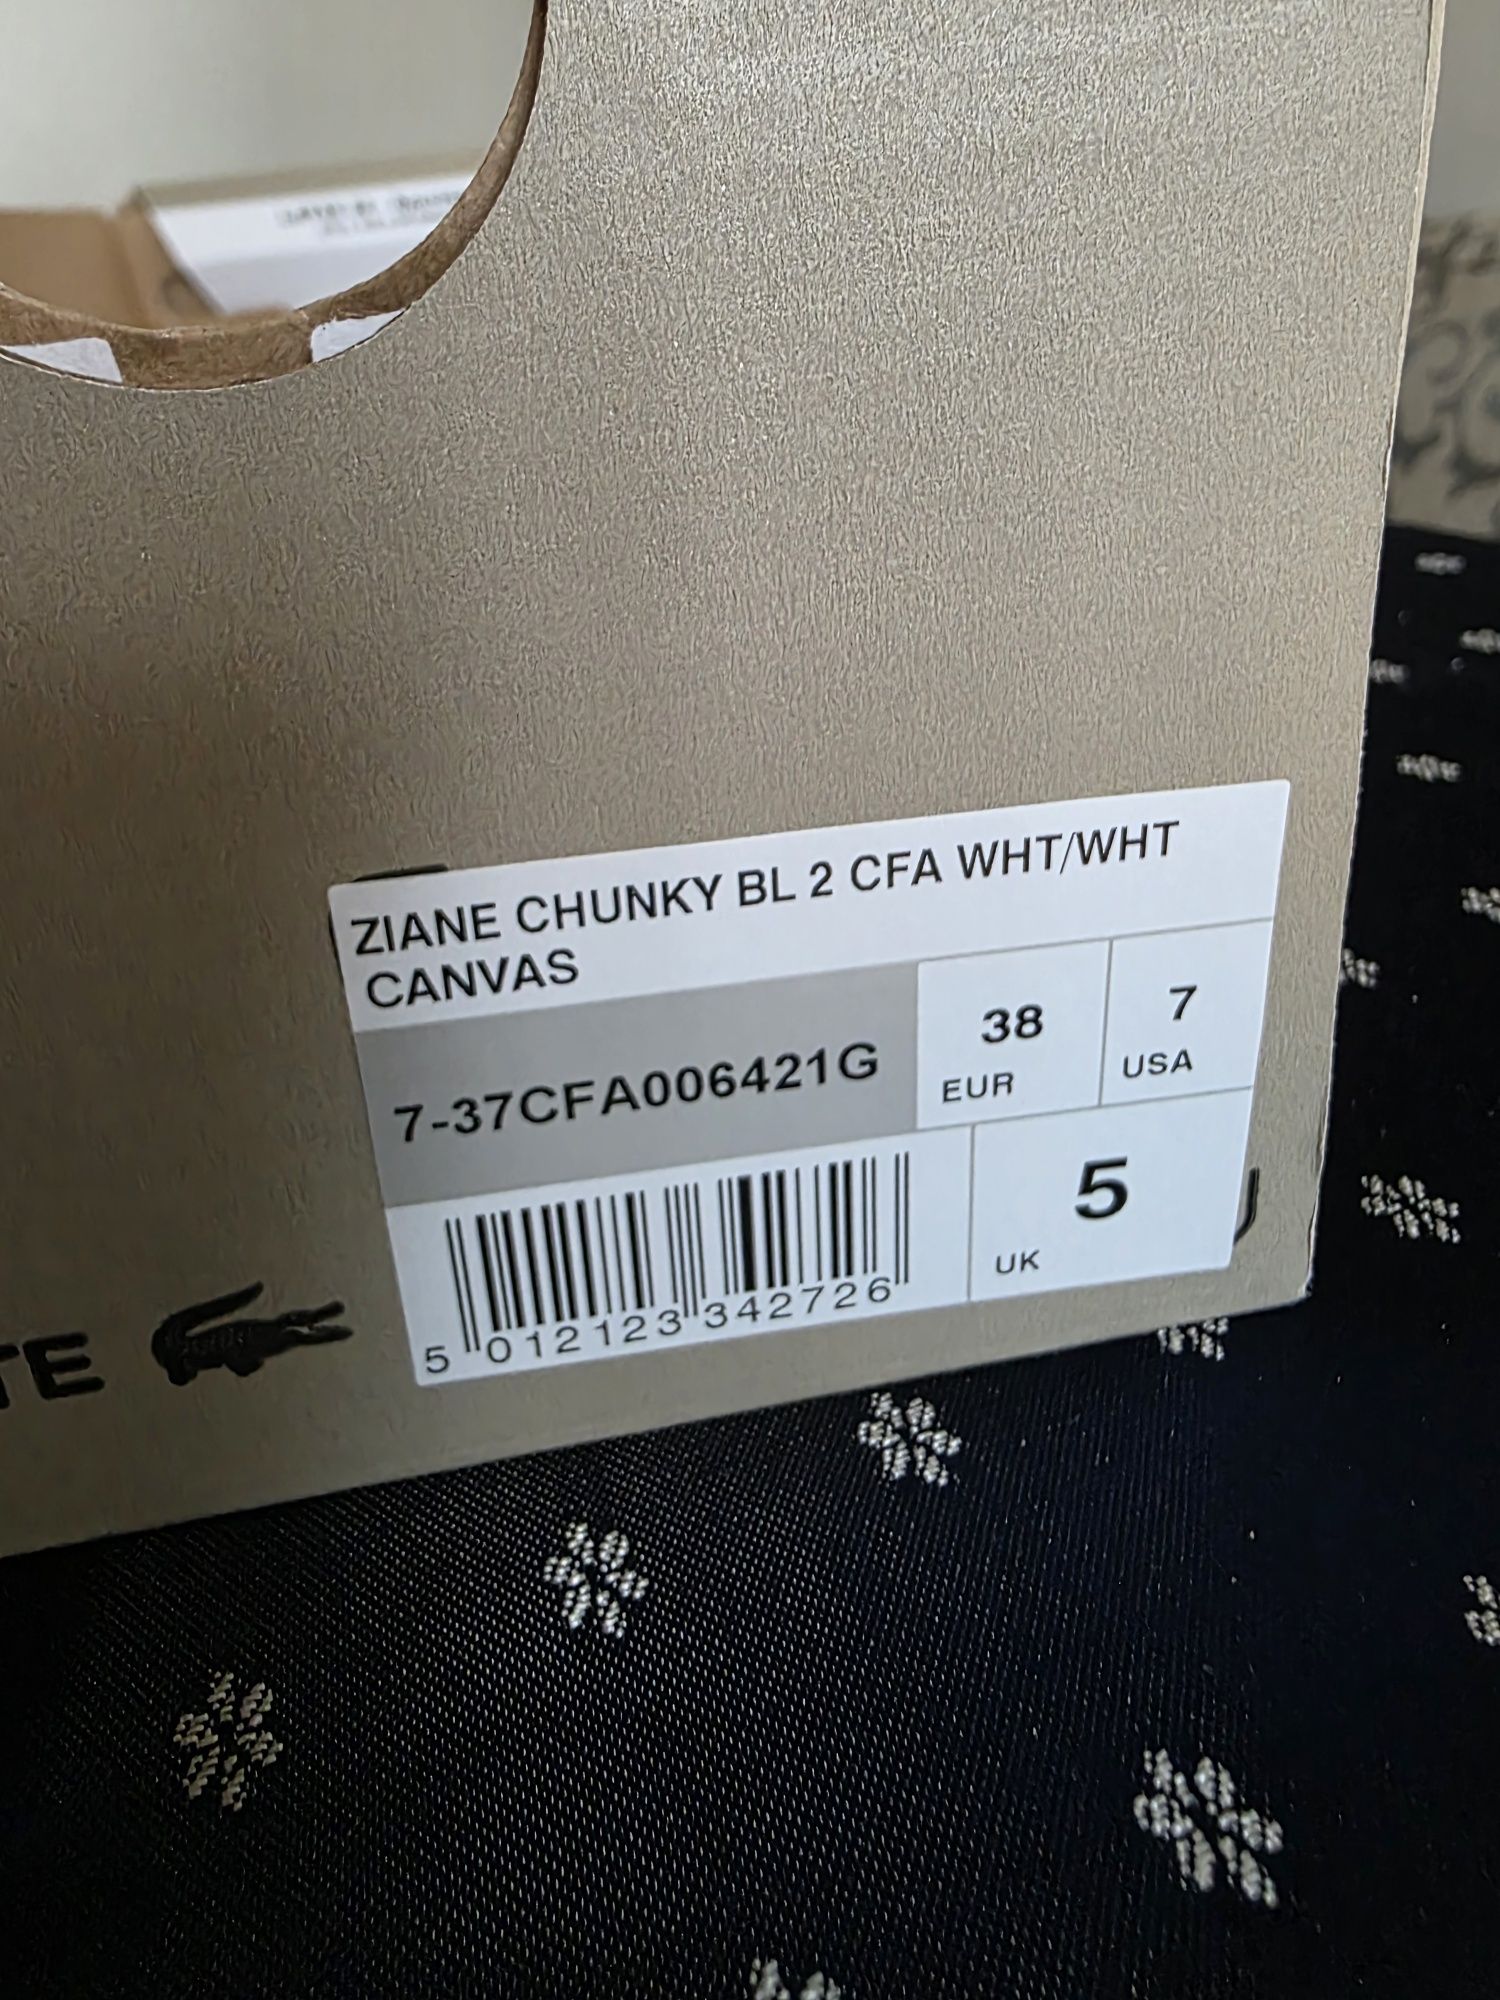 ZIANE CHUNKY BL 2 CFA WHT/WHT
CANVAS
7-37CFA006421G
38
EUR
7
USA
5
UK
5 012123 342726
TE